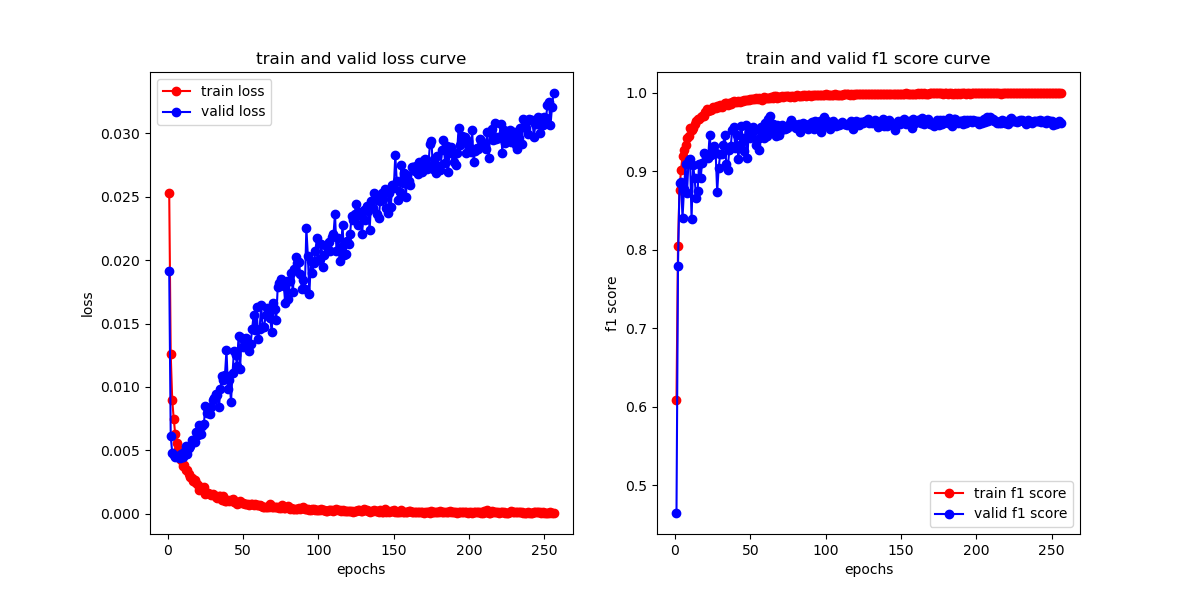 train and valid loss curve
train loss
valid loss
0.030
0.025
0.020
0.015
0.010
0.005
0.000
loss
0 50 100 150 200 250
epochs
train and valid f1 score curve
1.0
0.9
0.8
0.7
0.6
0.5
f1 score
train f1 score
valid f1 score
0 50 100 150 200 250
epochs